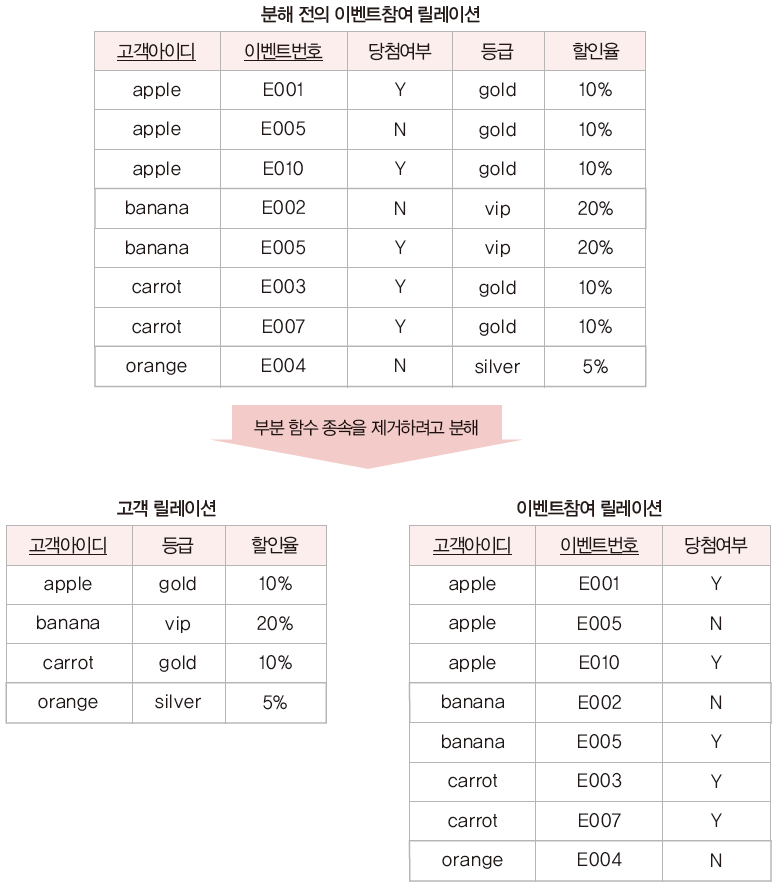 분해 전의 이벤트참여 릴레이션
고객아이디 이벤트번호 당첨여부 등급 할인율
apple E001 Y gold 10%
apple E005 N gold 10%
apple E010 Y gold 10%
banana E002 N vip 20%
banana E005 Y vip 20%
carrot E003 Y gold 10%
carrot E007 Y gold 10%
orange E004 N silver 5%
부분 함수 종속을 제거하려고 분해
고객 릴레이션
고객아이디 등급 할인율
apple gold 10%
banana vip 20%
carrot gold 10%
orange silver 5%
이벤트참여 릴레이션
고객아이디 이벤트번호 당첨여부
apple E001 Y
apple E005 N
apple E010 Y
banana E002 N
banana E005 Y
carrot E003 Y
carrot E007 Y
orange E004 N